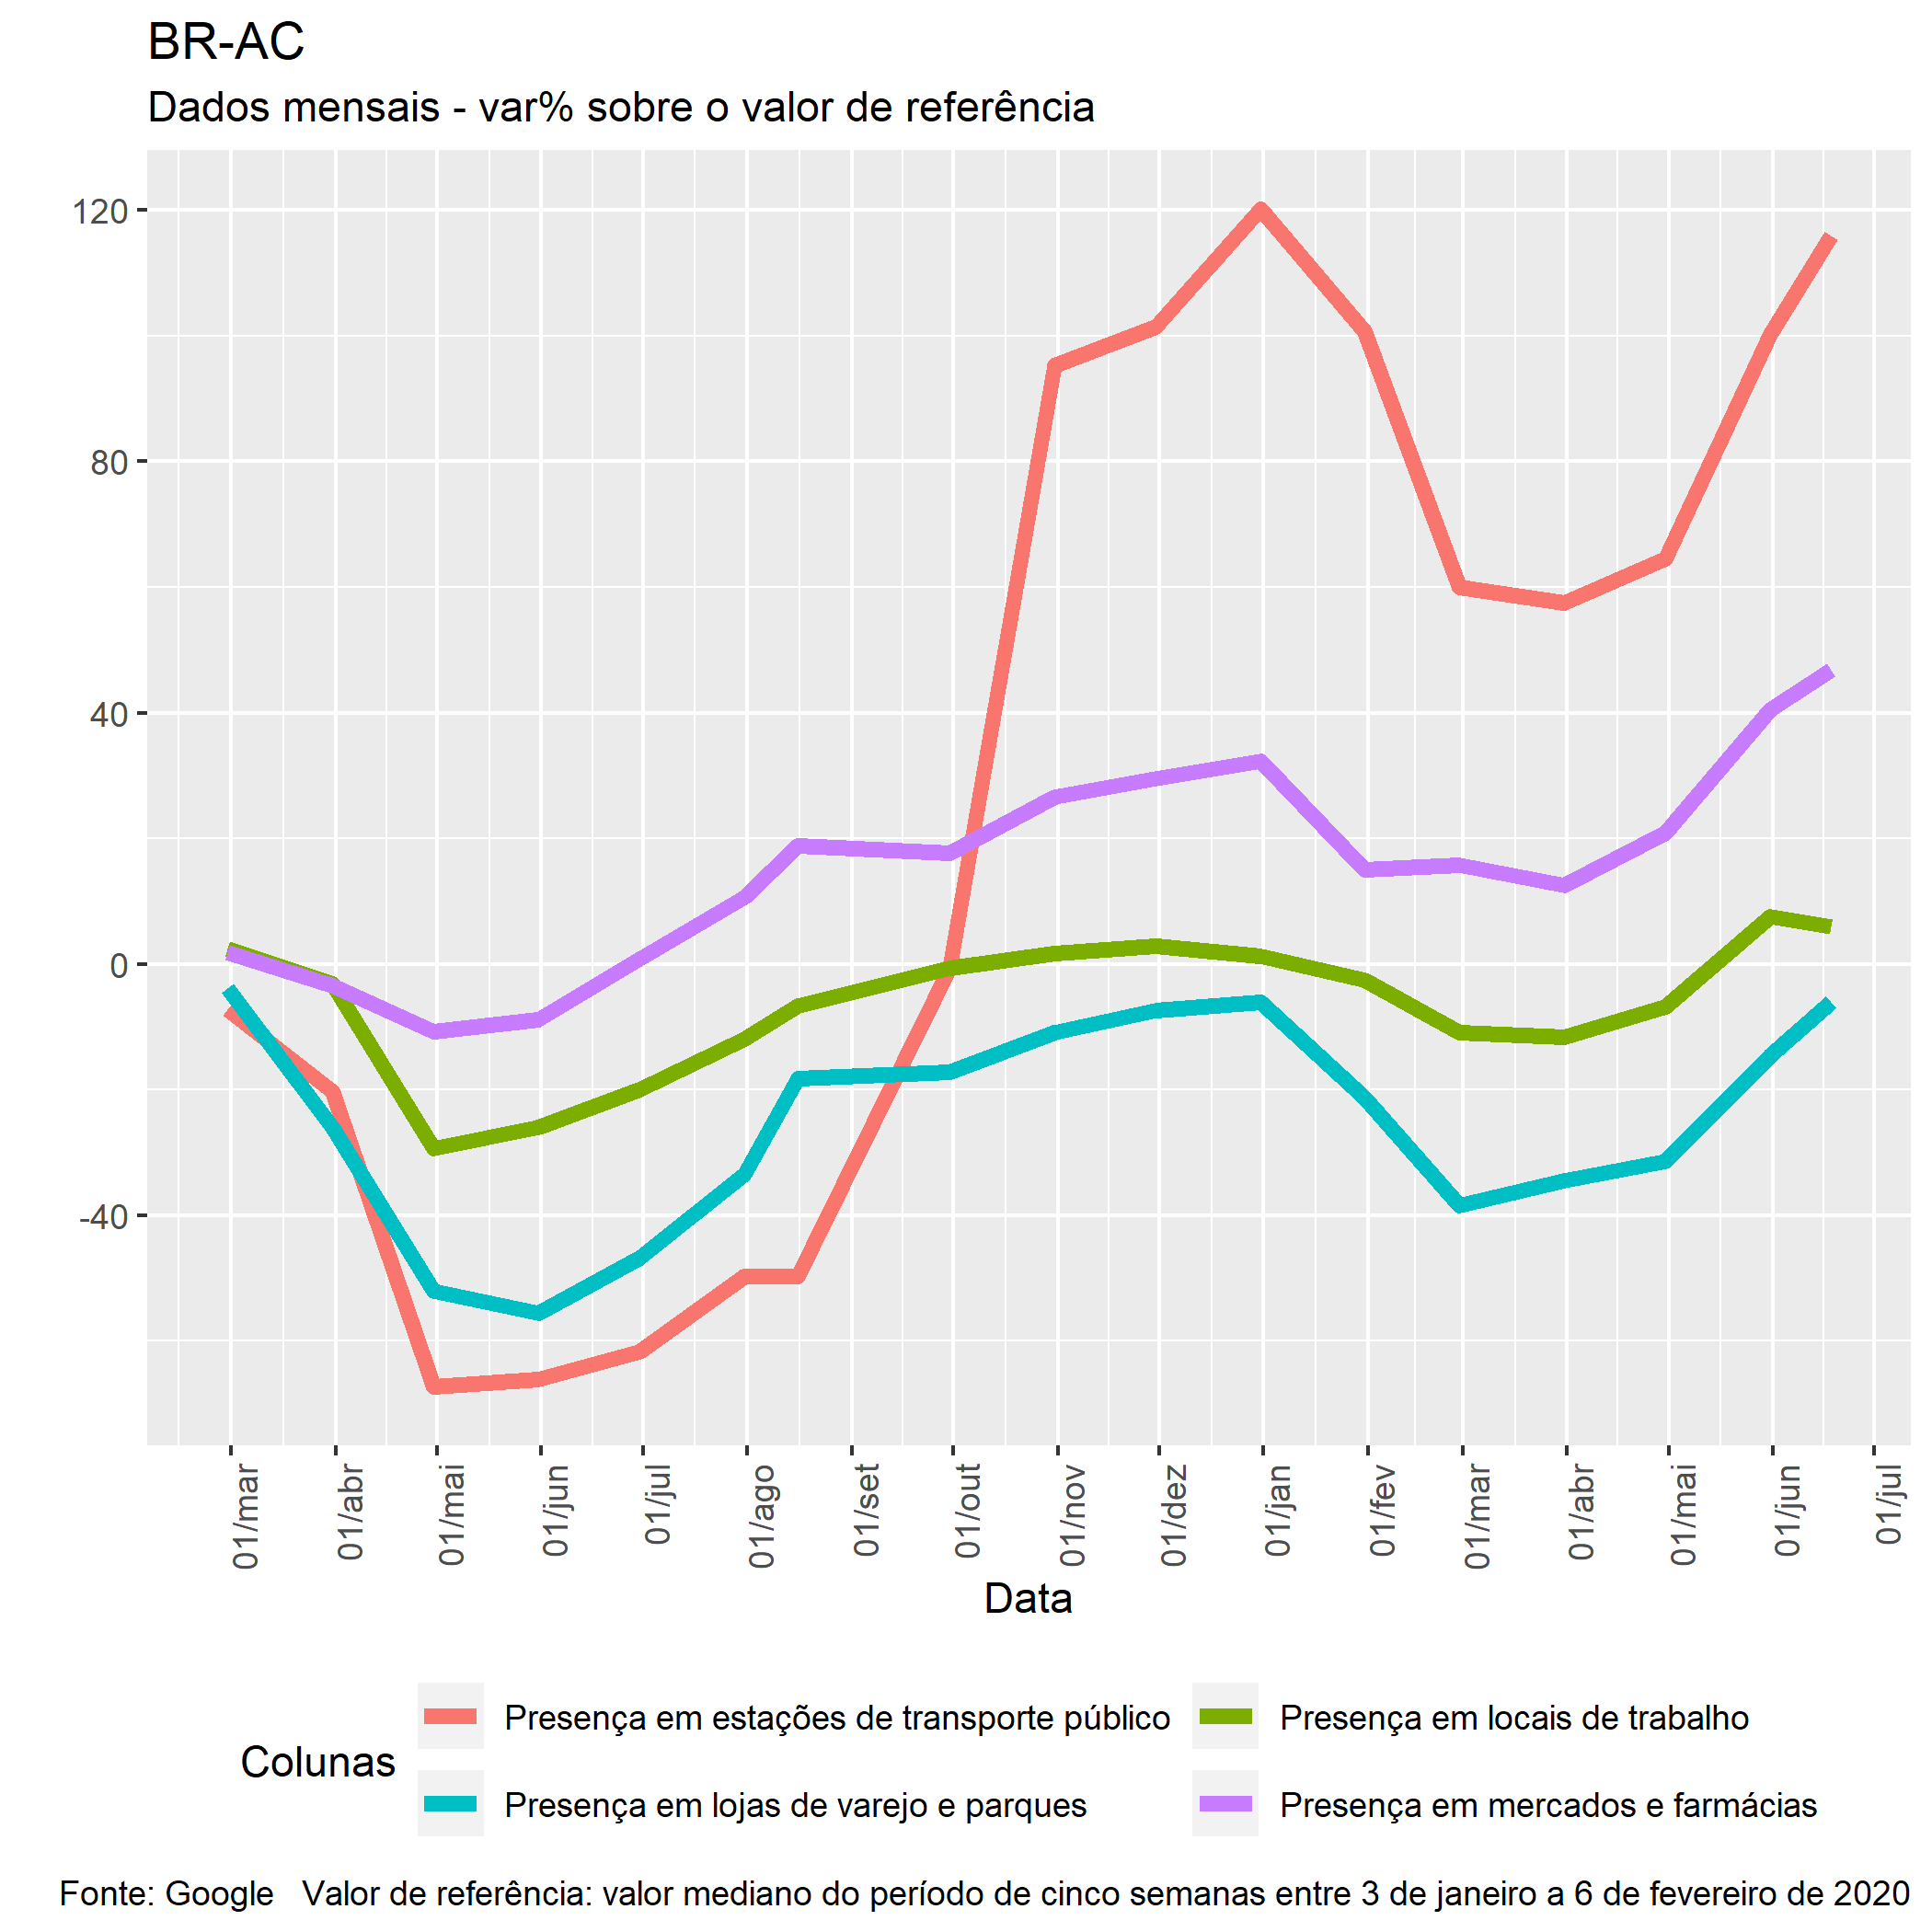 BR-AC
Dados mensais - var% sobre o valor de referência
120
80
40
0
-40
01/mar
01/abr
01/mai
01/jun
01/jul
01/ago
01/set
01/out
01/nov
01/dez
01/jan
01/fev
01/mar
01/abr
01/mai
01/jun
01/jul
Data
Colunas
Presença em estações de transporte público
Presença em locais de trabalho
Presença em lojas de varejo e parques
Presença em mercados e farmácias
Fonte: Google   Valor de referência: valor mediano do período de cinco semanas entre 3 de janeiro a 6 de fevereiro de 2020